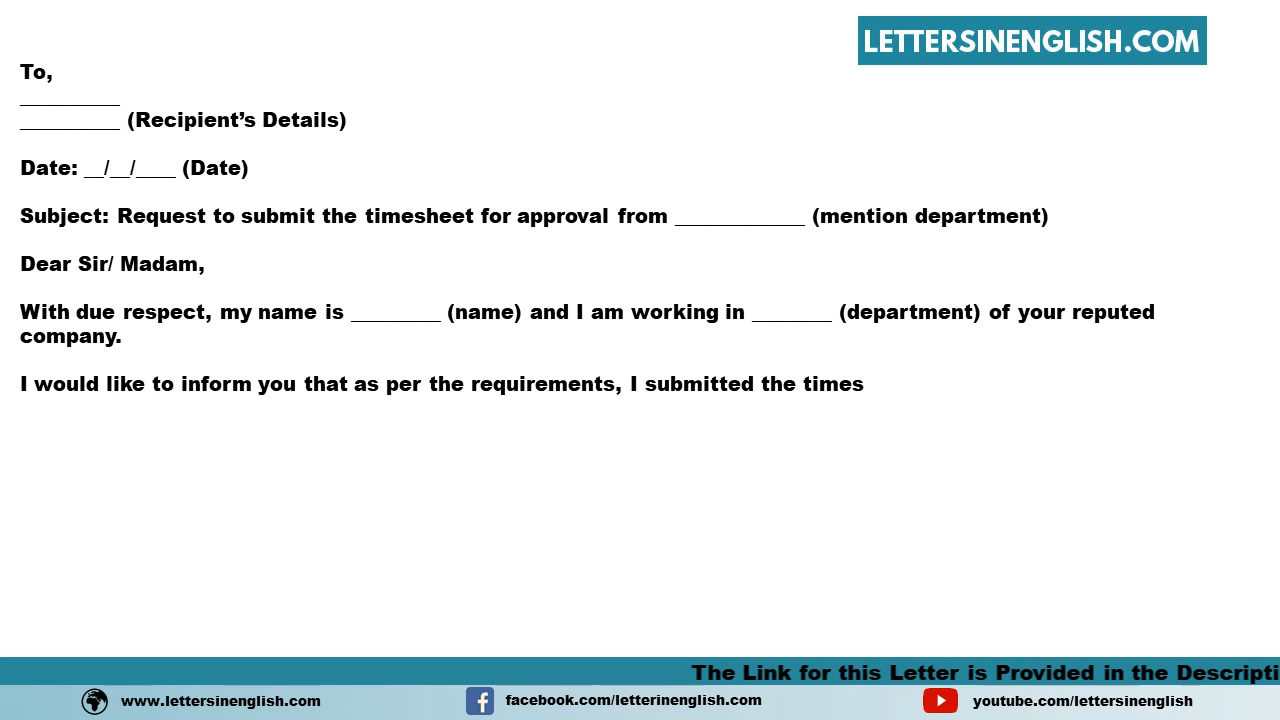 LETTERSINENGLISH.COM
To,
__________
__________ (Recipient’s Details)
Date: __/__/____ (Date)
Subject: Request to submit the timesheet for approval from _____________ (mention department)
Dear Sir/ Madam,
With due respect, my name is _________ (name) and I am working in ________ (department) of your reputed
company.
I would like to inform you that as per the requirements, I submitted the times
The Link for this Letter is Provided in the Descripti
www.lettersinenglish.com
facebook.com/letterinenglish.com
youtube.com/lettersinenglish